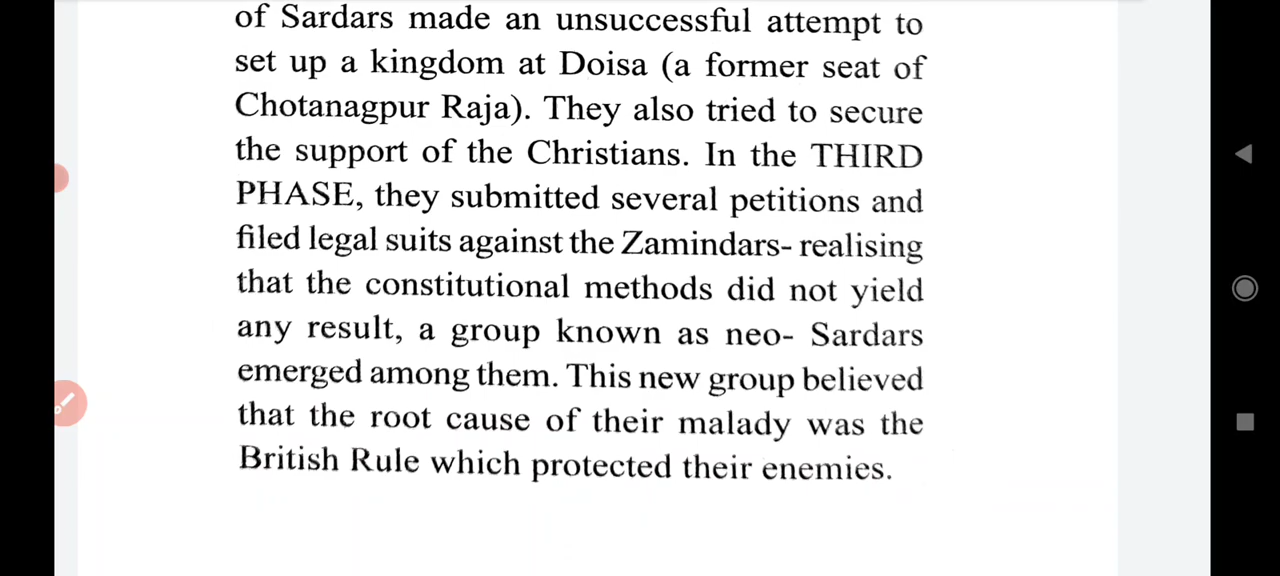 of Sardars made an unsuccessful attempt to
set up a kingdom at Doisa (a former seat of
Chotanagpur Raja). They also tried to secure
the support of the Christians. In the THIRD
PHASE, they submitted several petitions and
filed legal suits against the Zamindars- realising
that the constitutional methods did not yield
any result, a group known as neo- Sardars
emerged among them. This new group believed
that the root cause of their malady was the
British Rule which protected their enemies.